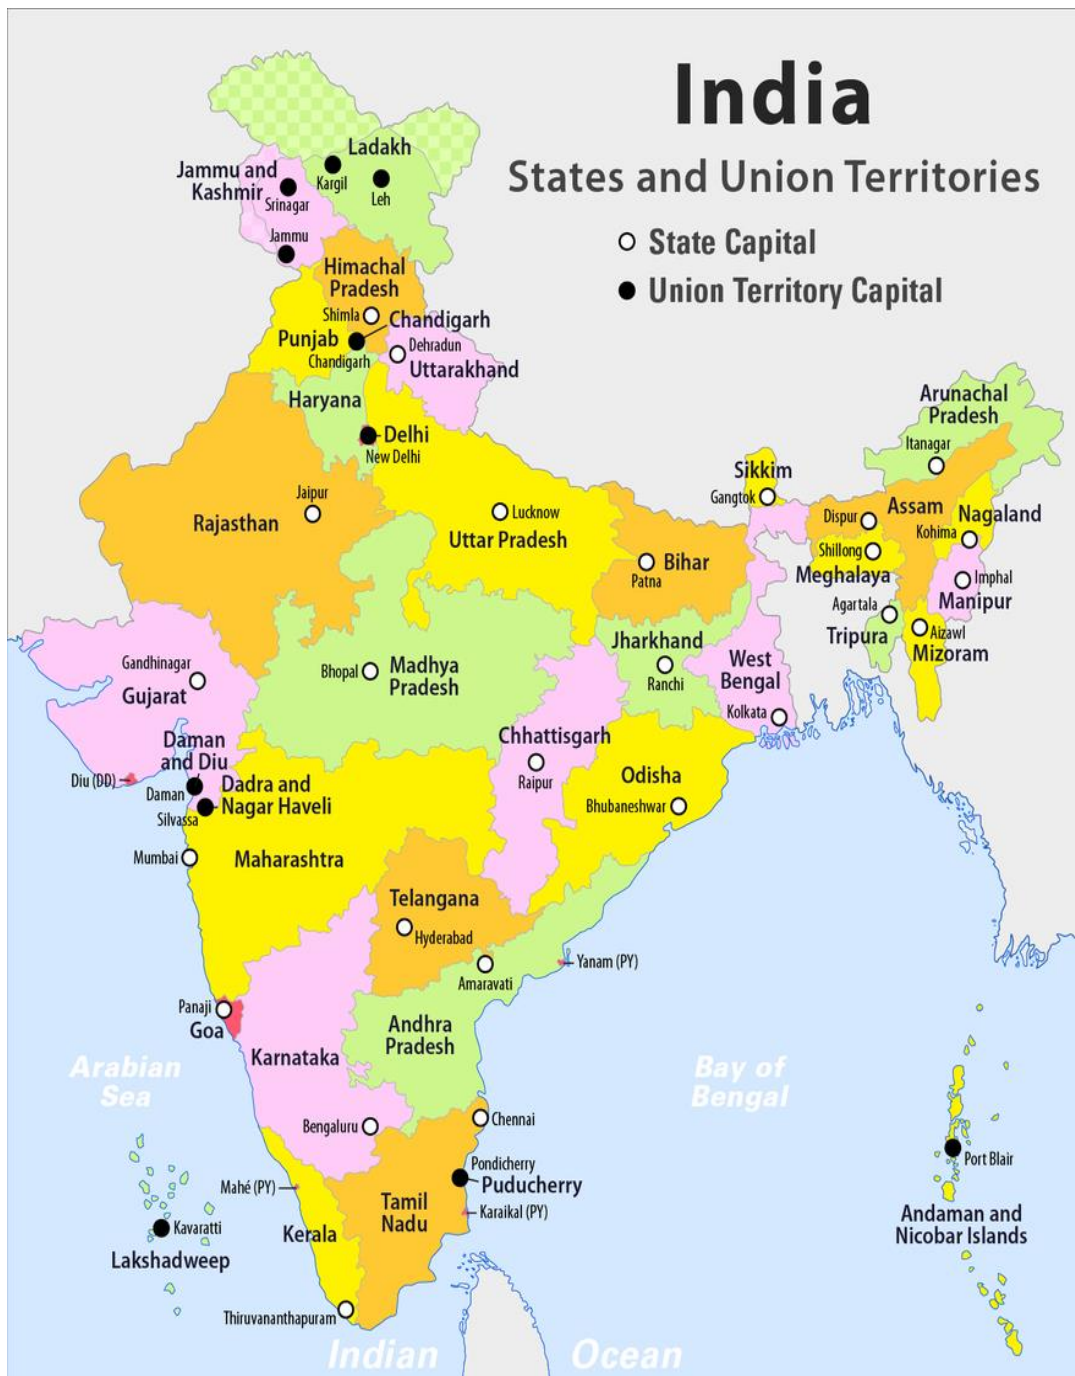 India
States and Union Territories
State Capital
Union Territory Capital
Ladakh
Kargil
Leh
Jammu and
Kashmir
Srinagar
Jammu
Himachal
Pradesh
Shimla
Chandigarh
Punjab
Chandigarh
Dehradun
Uttarakhand
Haryana
Delhi
New Delhi
Arunachal
Pradesh
Itanagar
Sikkim
Gangtok
Jaipur
Rajasthan
Lucknow
Uttar Pradesh
Dispur
Assam
Nagaland
Kohima
Shillong
Meghalaya
Bihar
Patna
Imphal
Manipur
Agartala
Tripura
Aizawl
Mizoram
Gandhinagar
Gujarat
Bhopal
Madhya
Pradesh
Jharkhand
Ranchi
West
Bengal
Kolkata
Daman
and Diu
Diu (DD)
Daman
Dadra and
Nagar Haveli
Silvassa
Chhattisgarh
Raipur
Odisha
Bhubaneshwar
Mumbai
Maharashtra
Telangana
Hyderabad
Amaravati
Yanam (PY)
Panaji
Goa
Karnataka
Andhra
Pradesh
Arabian
Sea
Bay of
Bengal
Bengaluru
Chennai
Pondicherry
Puducherry
Port Blair
Mahé (PY)
Tamil
Nadu
Karaikal (PY)
Kavaratti
Lakshadweep
Kerala
Andaman and
Nicobar Islands
Thiruvananthapuram
Indian Ocean